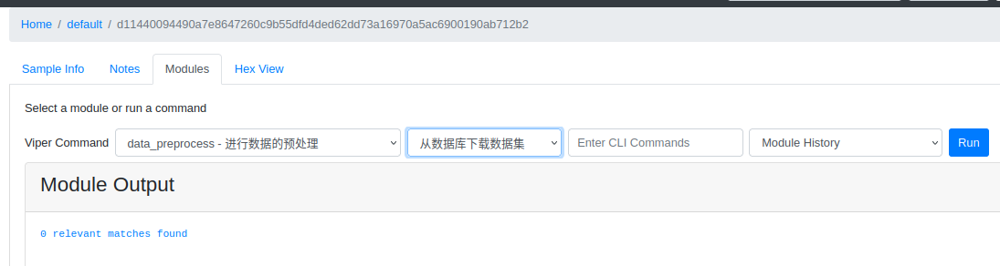 Home / default / d11440094490a7e8647260c9b55dfd4ded62dd73a16970a5ac6900190ab712b2
Sample Info Notes Modules Hex View
Select a module or run a command
Viper Command data_preprocess - 进行数据的预处理 从数据库下载数据集 Enter CLI Commands Module History Run
Module Output
0 relevant matches found